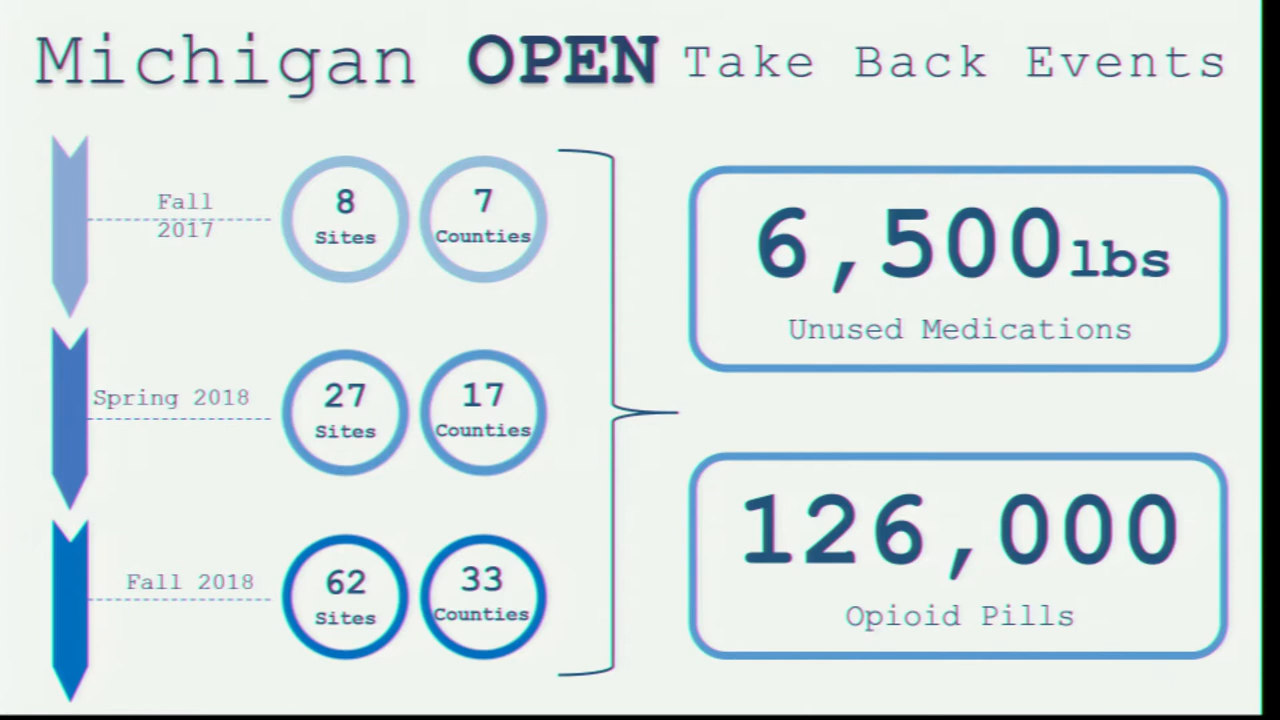 Michigan OPEN Take Back Events
Fall
2017
8
Sites
7
Counties
Spring 2018
27
Sites
17
Counties
Fall 2018
62
Sites
33
Counties
6,500lbs
Unused Medications
126,000
Opioid Pills